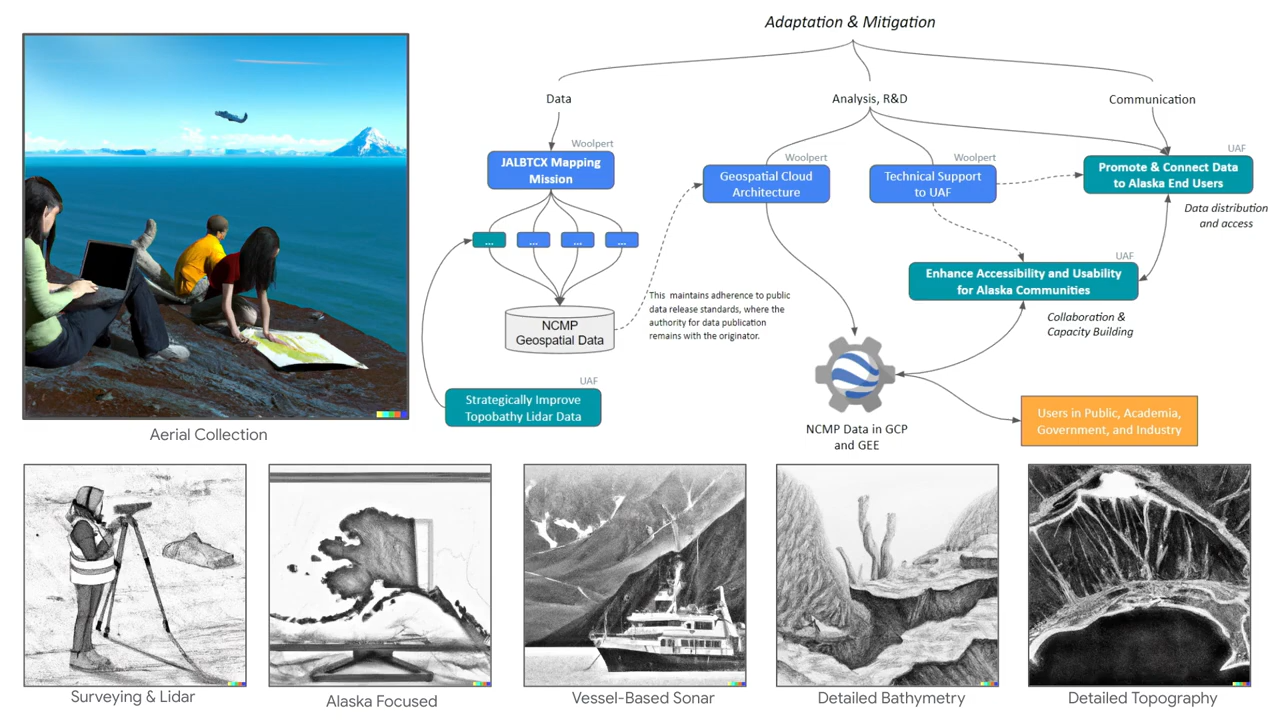 Adaptation & Mitigation
Data
Analysis, R&D
Communication
Woolpert
JALBTCX Mapping
Mission
Woolpert
Geospatial Cloud
Architecture
Woolpert
Technical Support
to UAF
UAF
Promote & Connect Data
to Alaska End Users
Data distribution
and access
...
...
...
...
UAF
Enhance Accessibility and Usability
for Alaska Communities
Collaboration &
Capacity Building
This maintains adherence to public
data release standards, where the
authority for data publication
remains with the originator.
NCMP
Geospatial Data
UAF
Strategically Improve
Topobathy Lidar Data
NCMP Data in GCP
and GEE
Users in Public, Academia,
Government, and Industry
Aerial Collection
Surveying & Lidar
Alaska Focused
Vessel-Based Sonar
Detailed Bathymetry
Detailed Topography